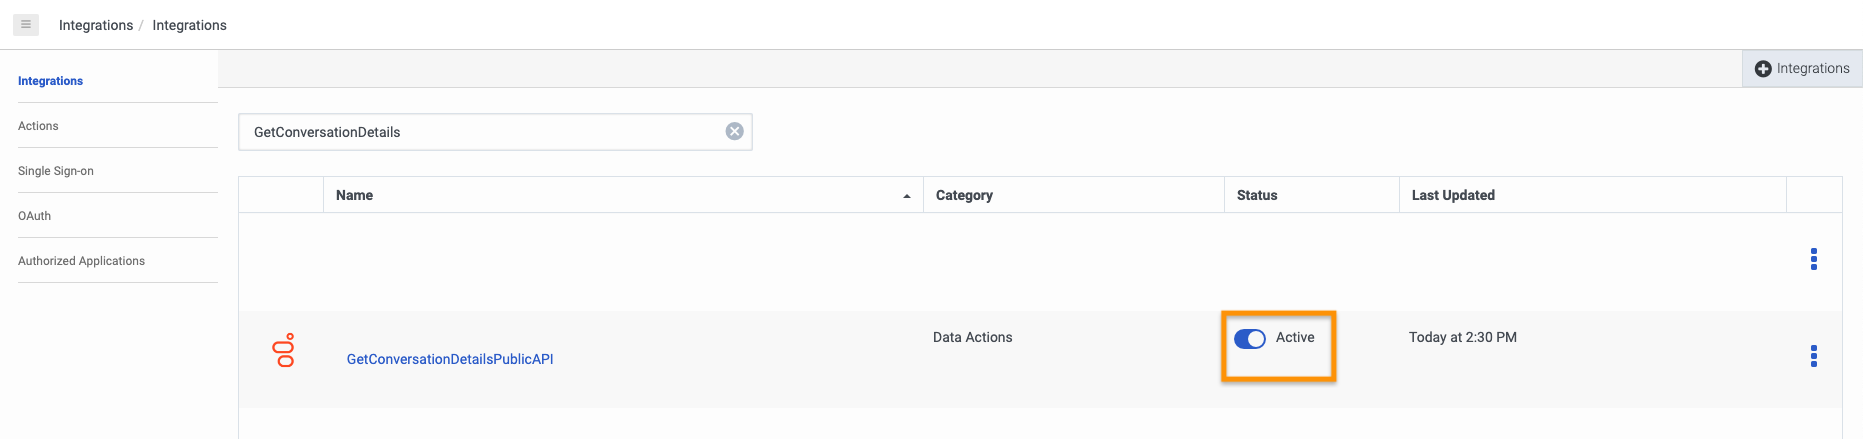 Integrations / Integrations
Integrations
Actions
Single Sign-on
OAuth
Authorized Applications
Integrations
GetConversationDetails
Name Category Status Last Updated
GetConversationDetailsPublicAPI Data Actions Active Today at 2:30 PM